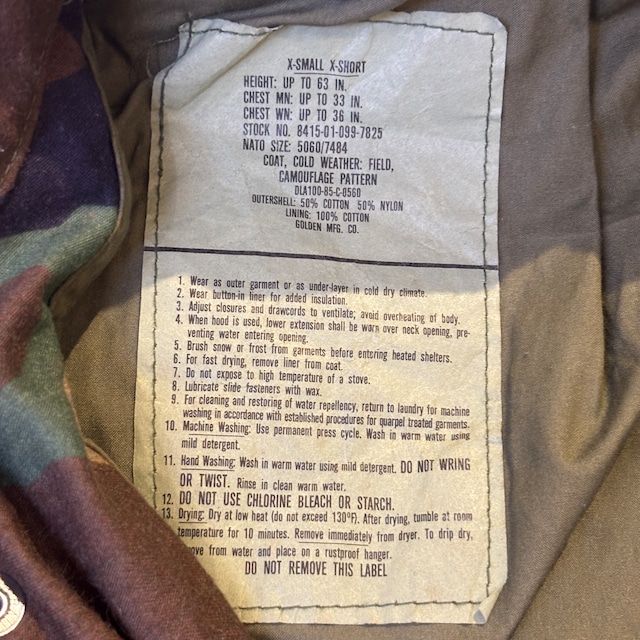 X-SMALL X-SHORT
HEIGHT: UP TO 63 IN.
CHEST MN: UP TO 33 IN.
CHEST WN: UP TO 36 IN.
STOCK NO. 8415-01-099-7825
NATO SIZE: 5060/7484
COAT, COLD WEATHER: FIELD,
CAMOUFLAGE PATTERN
DLA100-85-C-0560
OUTERSHELL: 50% COTTON 50% NYLON
LINING: 100% COTTON
GOLDEN MFG. CO.
1. Wear as outer garment or as under-layer in cold dry climate.
2. Wear button-in liner for added insulation.
3. Adjust closures and drawcords to ventilate; avoid overheating of body.
4. When hood is used, lower extension shall be worn over neck opening, pre-
venting water entering opening.
5. Brush snow or frost from garments before entering heated shelters.
6. For fast drying, remove liner from coat.
7. Do not expose to high temperature of a stove.
8. Lubricate slide fasteners with wax.
9. For cleaning and restoring of water repellency, return to laundry for machine
washing in accordance with established procedures for quarpel treated garments.
10. Machine Washing: Use permanent press cycle. Wash in warm water using
mild detergent.
11. Hand Washing: Wash in warm water using mild detergent. DO NOT WRING
OR TWIST. Rinse in clean warm water.
12. DO NOT USE CHLORINE BLEACH OR STARCH.
13. Drying: Dry at low heat (do not exceed 130°F). After drying, tumble at room
temperature for 10 minutes. Remove immediately from dryer. To drip dry,
ove from water and place on a rustproof hanger.
DO NOT REMOVE THIS LABEL